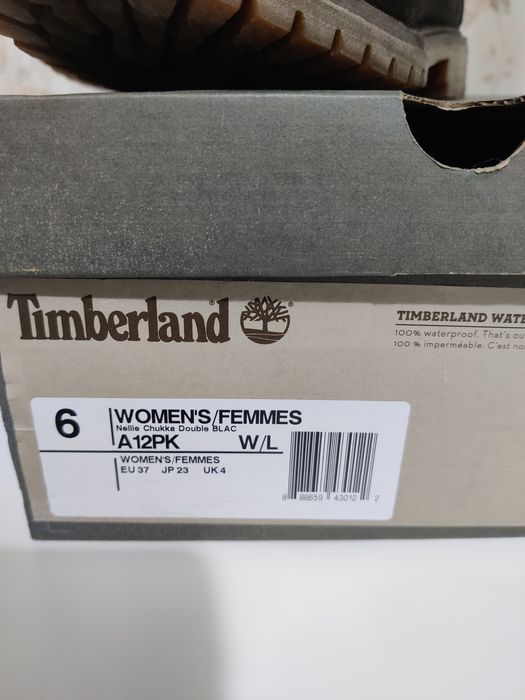 Timberland ®
TIMBERLAND WATE
100% waterproof. That's ou
100 % imperméable. C'est no
6 WOMEN'S/FEMMES
Nellie Chukka Double BLAC
A12PK W/L
WOMEN'S/FEMMES
EU 37 JP 23 UK 4
8 88659 43012 2